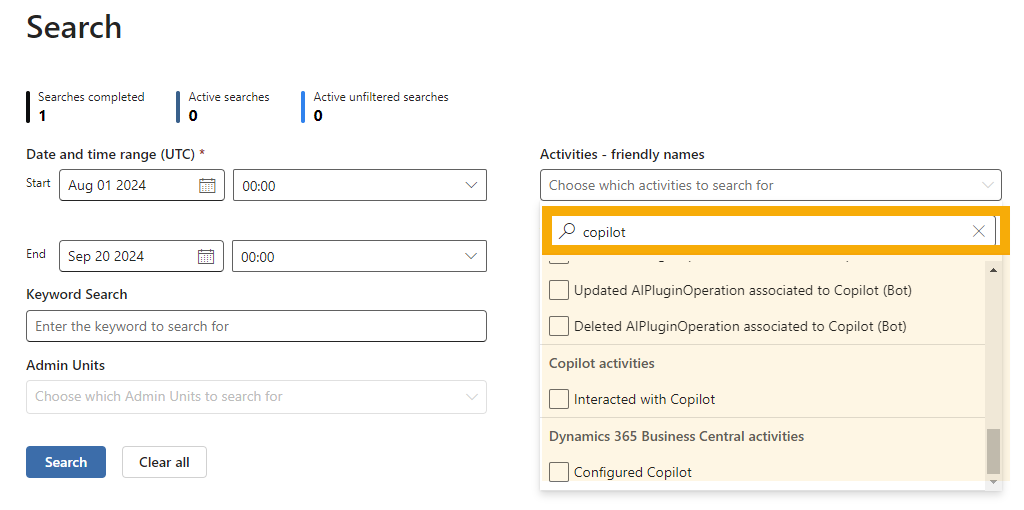 Search
Searches completed
1
Active searches
0
Active unfiltered searches
0
Date and time range (UTC) *
Start
Aug 01 2024
00:00
End
Sep 20 2024
00:00
Keyword Search
Enter the keyword to search for
Admin Units
Choose which Admin Units to search for
Search
Clear all
Activities - friendly names
Choose which activities to search for
copilot
Updated AIPluginOperation associated to Copilot (Bot)
Deleted AIPluginOperation associated to Copilot (Bot)
Copilot activities
Interacted with Copilot
Dynamics 365 Business Central activities
Configured Copilot